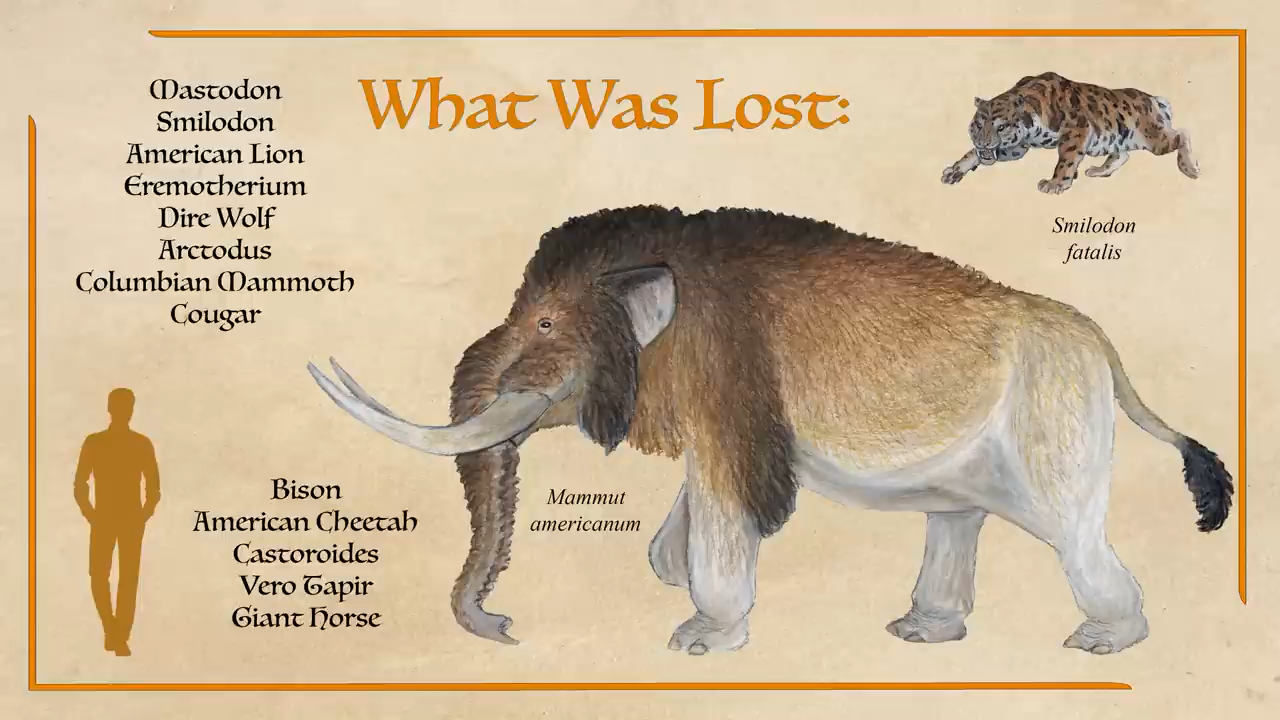 What Was Lost:
Mastodon
Smilodon
American Lion
Eremotherium
Dire Wolf
Arctodus
Columbian Mammoth
Cougar
Smilodon
fatalis
Bison
American Cheetah
Castoroides
Vero Tapir
Giant Horse
Mammut
americanum